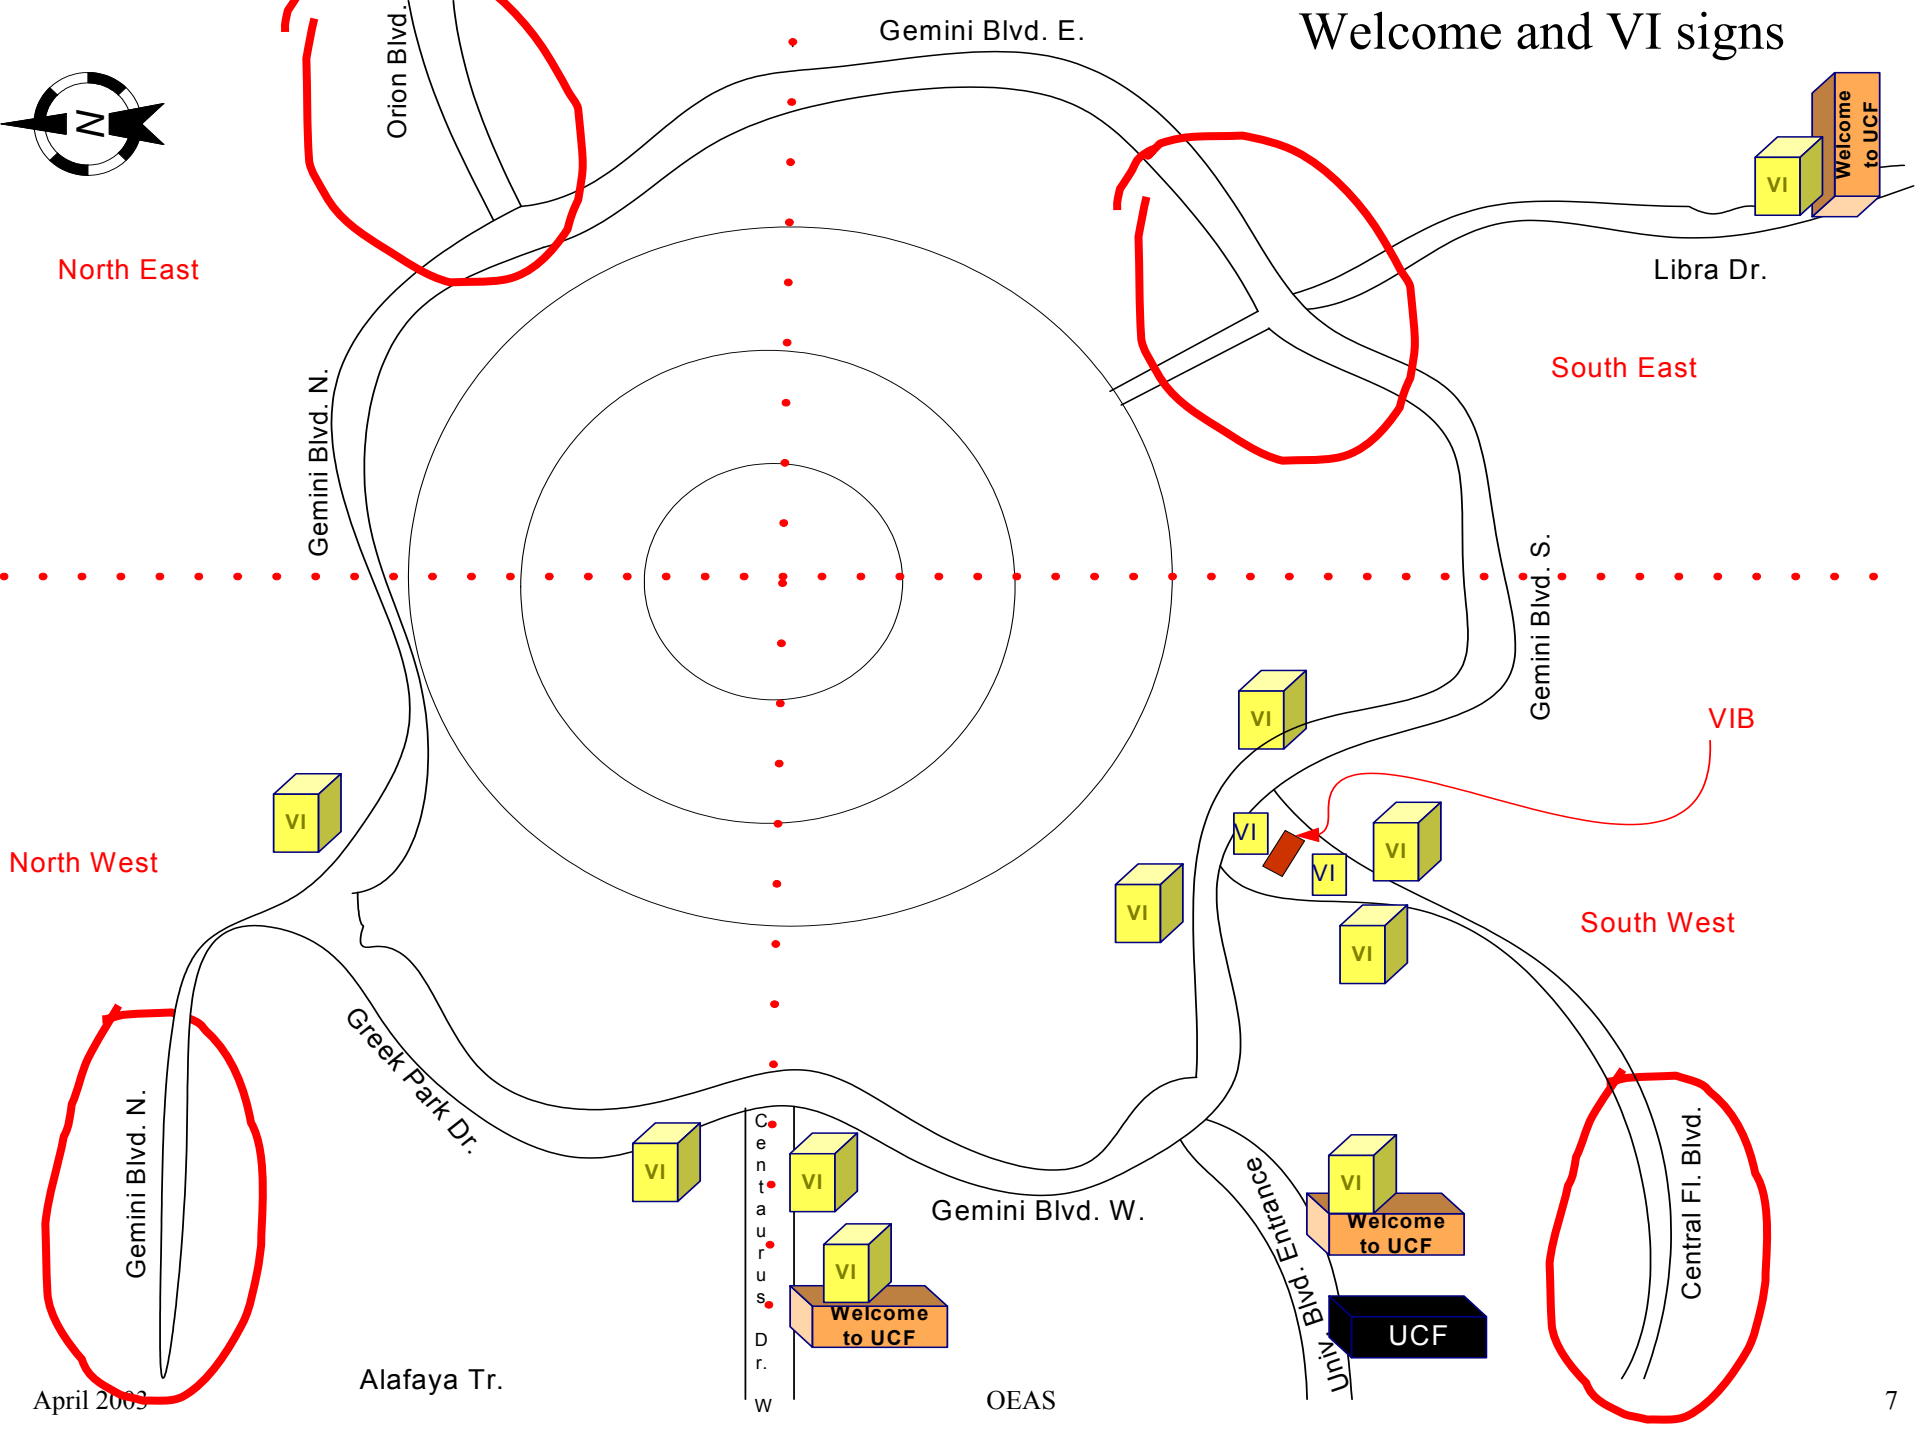 Welcome and VI signs
Gemini Blvd. E.
Orion Blvd.
N
Welcome
to UCF
VI
North East
Libra Dr.
South East
Gemini Blvd. N.
Gemini Blvd. S.
VI
VIB
VI
VI
VI
VI
North West
VI
VI
South West
Greek Park Dr.
Gemini Blvd. N.
Centaurus Dr. W
VI
VI
Gemini Blvd. W.
Univ. Blvd. Entrance
VI
Welcome
to UCF
Central Fl. Blvd.
VI
Welcome
to UCF
UCF
Alafaya Tr.
April 2003
OEAS
7